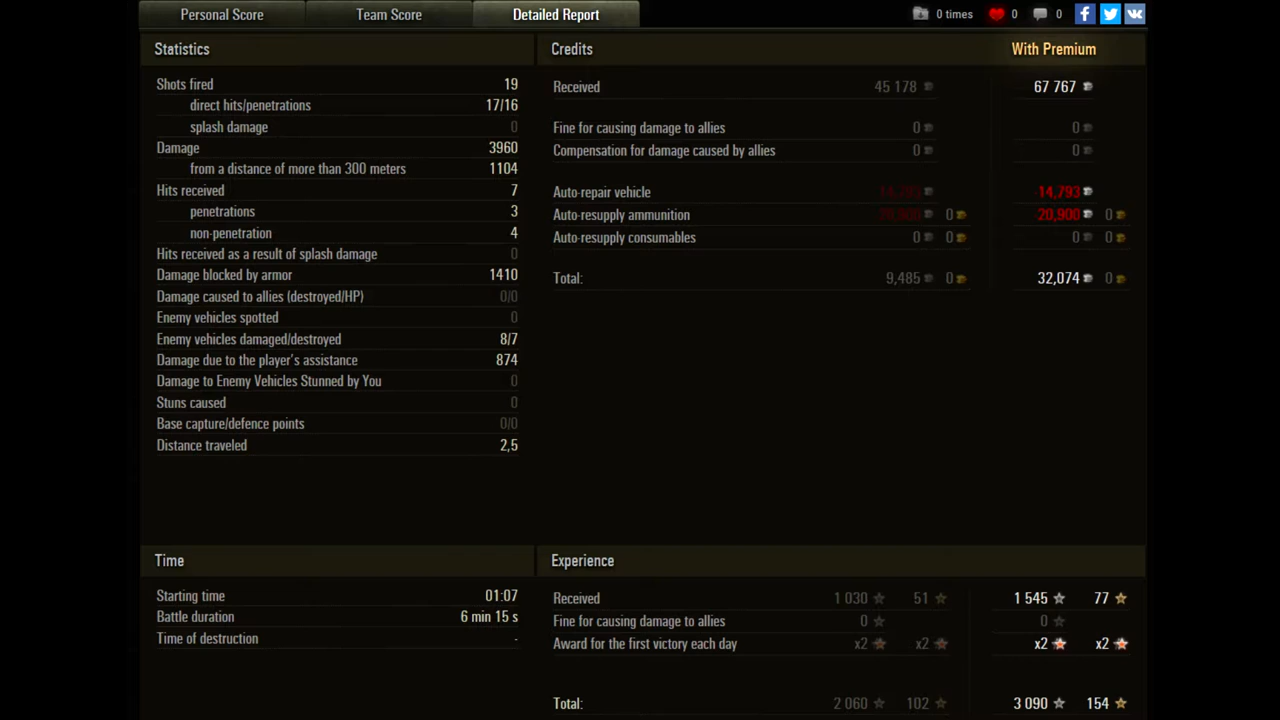 Personal Score Team Score Detailed Report 0 times 0 0
Statistics
Shots fired 19
direct hits/penetrations 17/16
splash damage 0
Damage 3960
from a distance of more than 300 meters 1104
Hits received 7
penetrations 3
non-penetration 4
Hits received as a result of splash damage 0
Damage blocked by armor 1410
Damage caused to allies (destroyed/HP) 0/0
Enemy vehicles spotted 0
Enemy vehicles damaged/destroyed 8/7
Damage due to the player's assistance 874
Damage to Enemy Vehicles Stunned by You 0
Stuns caused 0
Base capture/defence points 0/0
Distance traveled 2,5
Credits With Premium
Received 45 178 67 767
Fine for causing damage to allies 0 0
Compensation for damage caused by allies 0 0
Auto-repair vehicle -14,793 -14,793
Auto-resupply ammunition -20,900 0 -20,900 0
Auto-resupply consumables 0 0 0 0
Total: 9,485 0 32,074 0
Time
Starting time 01:07
Battle duration 6 min 15 s
Time of destruction -
Experience
Received 1 030 51 1 545 77
Fine for causing damage to allies 0 0
Award for the first victory each day x2 x2 x2 x2
Total: 2 060 102 3 090 154